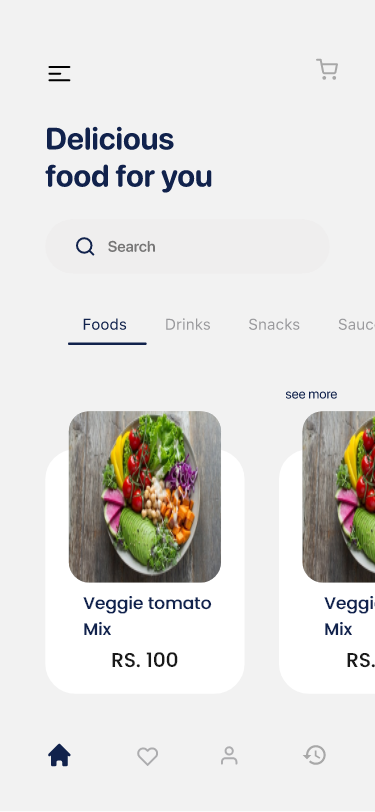 Delicious
food for you
Search
Foods Drinks Snacks Sauc
see more
Veggie tomato
Mix
RS. 100
Veggi
Mix
RS.